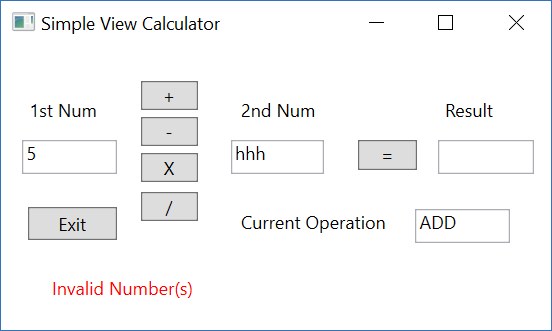 Simple View Calculator
+
1st Num
2nd Num
Result
-
5
hhh
=
X
/
Exit
Current Operation
ADD
Invalid Number(s)